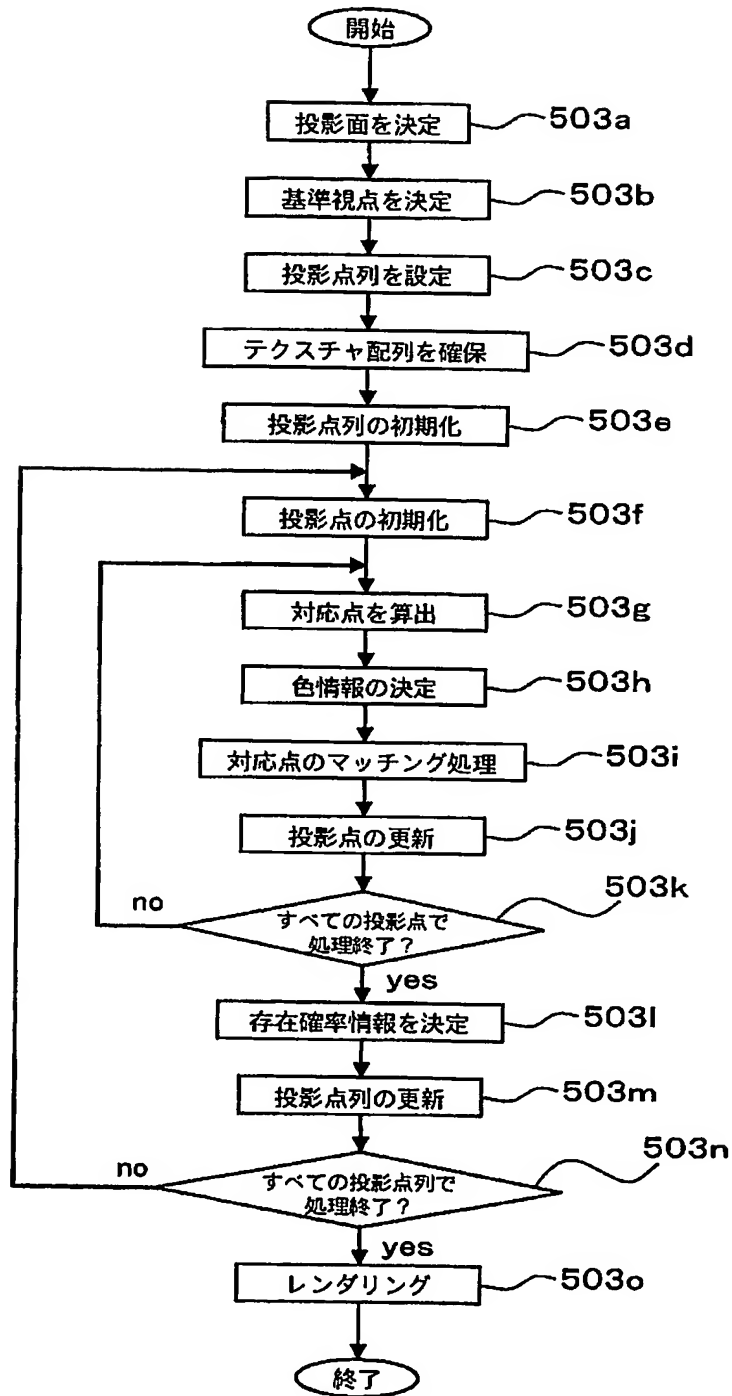 開始
投影面を決定
503a
基準視点を決定
503b
投影点列を設定
503c
テクスチャ配列を確保
503d
投影点列の初期化
503e
投影点の初期化
503f
対応点を算出
503g
色情報の決定
503h
対応点のマッチング処理
503i
投影点の更新
503j
503k
no
すべての投影点で
処理終了?
yes
存在確率情報を決定
503l
投影点列の更新
503m
503n
no
すべての投影点列で
処理終了?
yes
レンダリング
503o
終了